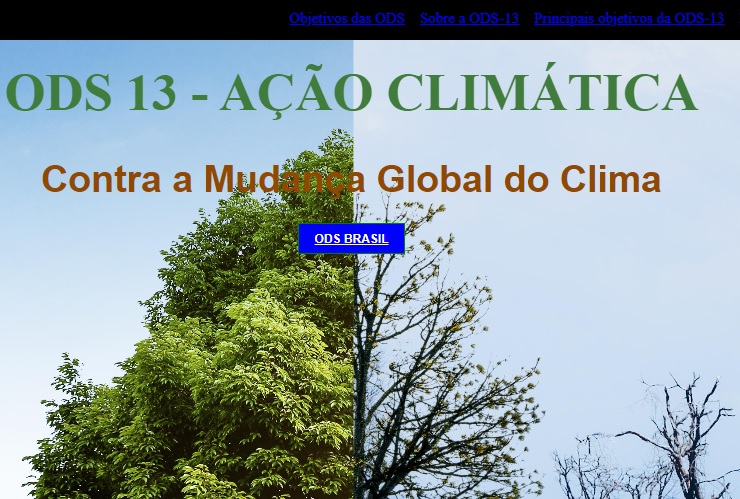 Objetivos das ODS Sobre a ODS-13 Principais objetivos da ODS-13
ODS 13 - AÇÃO CLIMÁTICA
Contra a Mudança Global do Clima
ODS BRASIL